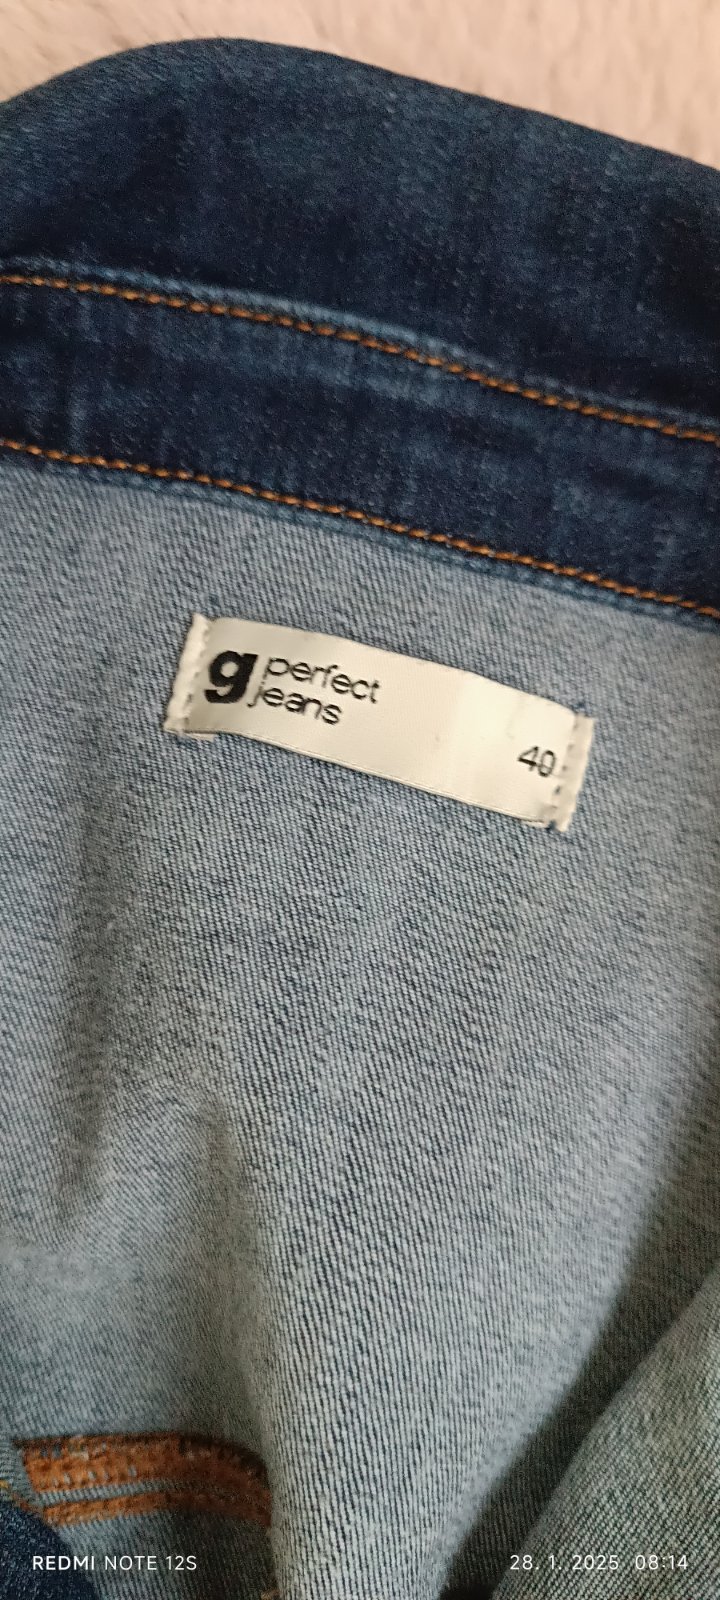 g perfect
jeans
40
REDMI NOTE 12S
28. 1. 2025 08:14